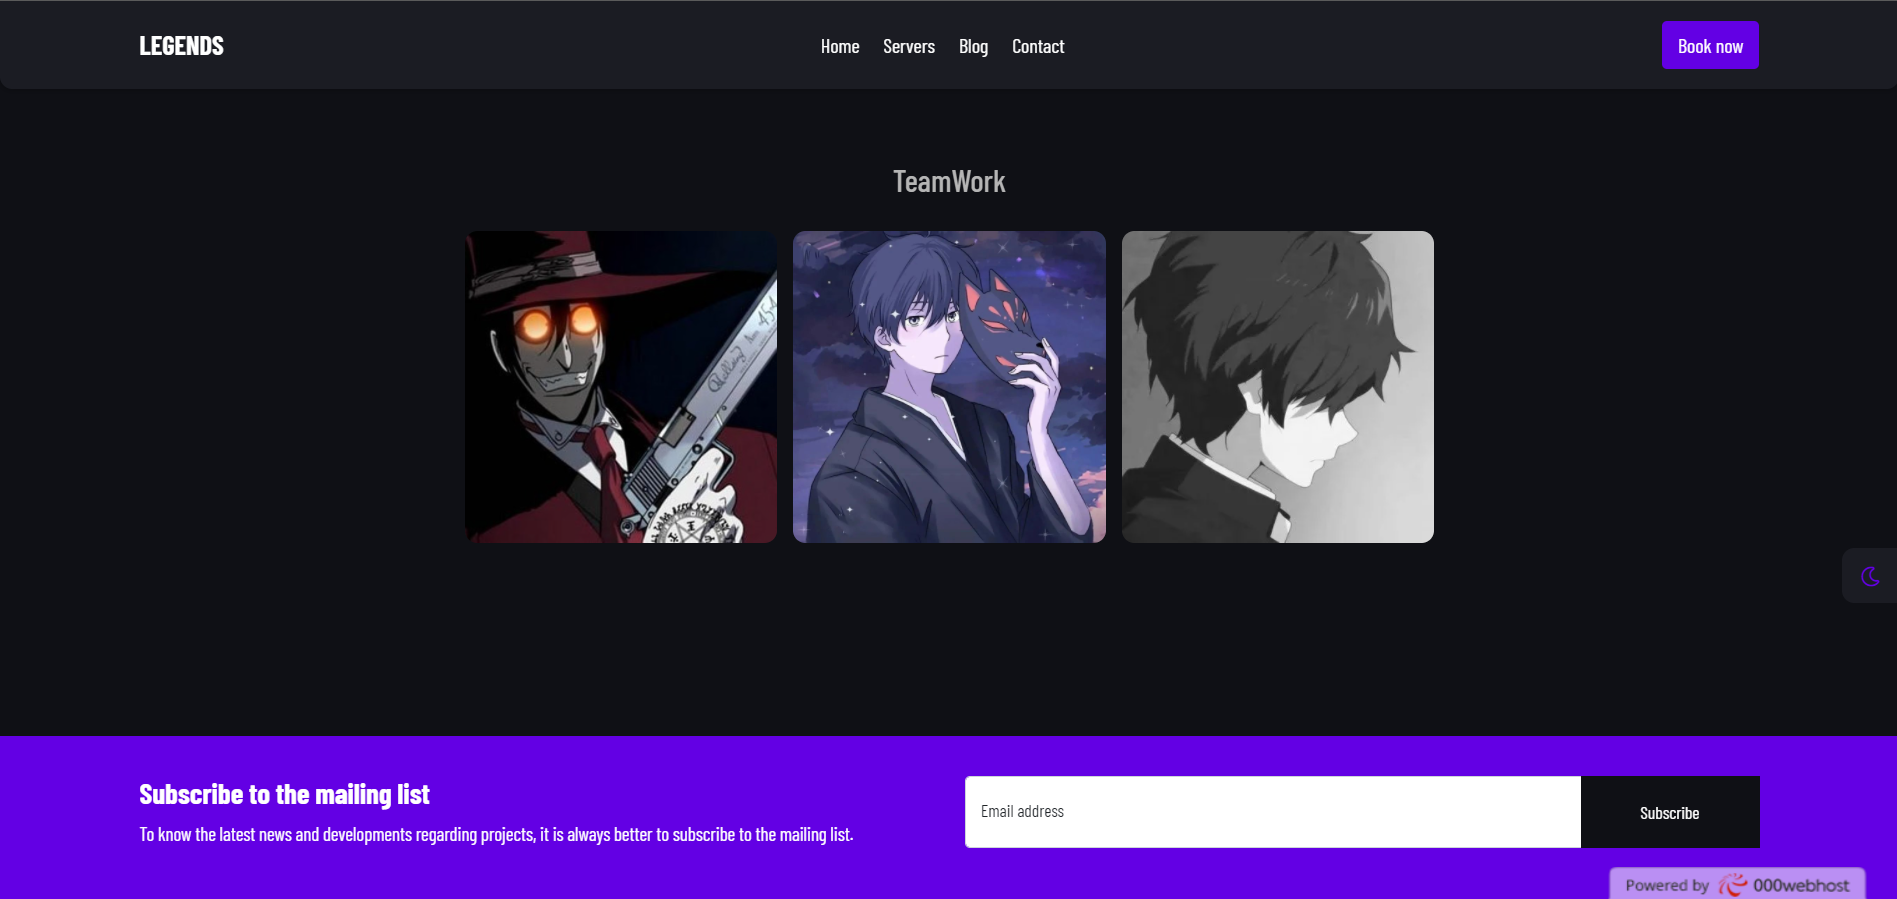 LEGENDS
Home Servers Blog Contact
Book now
TeamWork
454
Subscribe to the mailing list
To know the latest news and developments regarding projects, it is always better to subscribe to the mailing list.
Email address
Subscribe
Powered by 000webhost